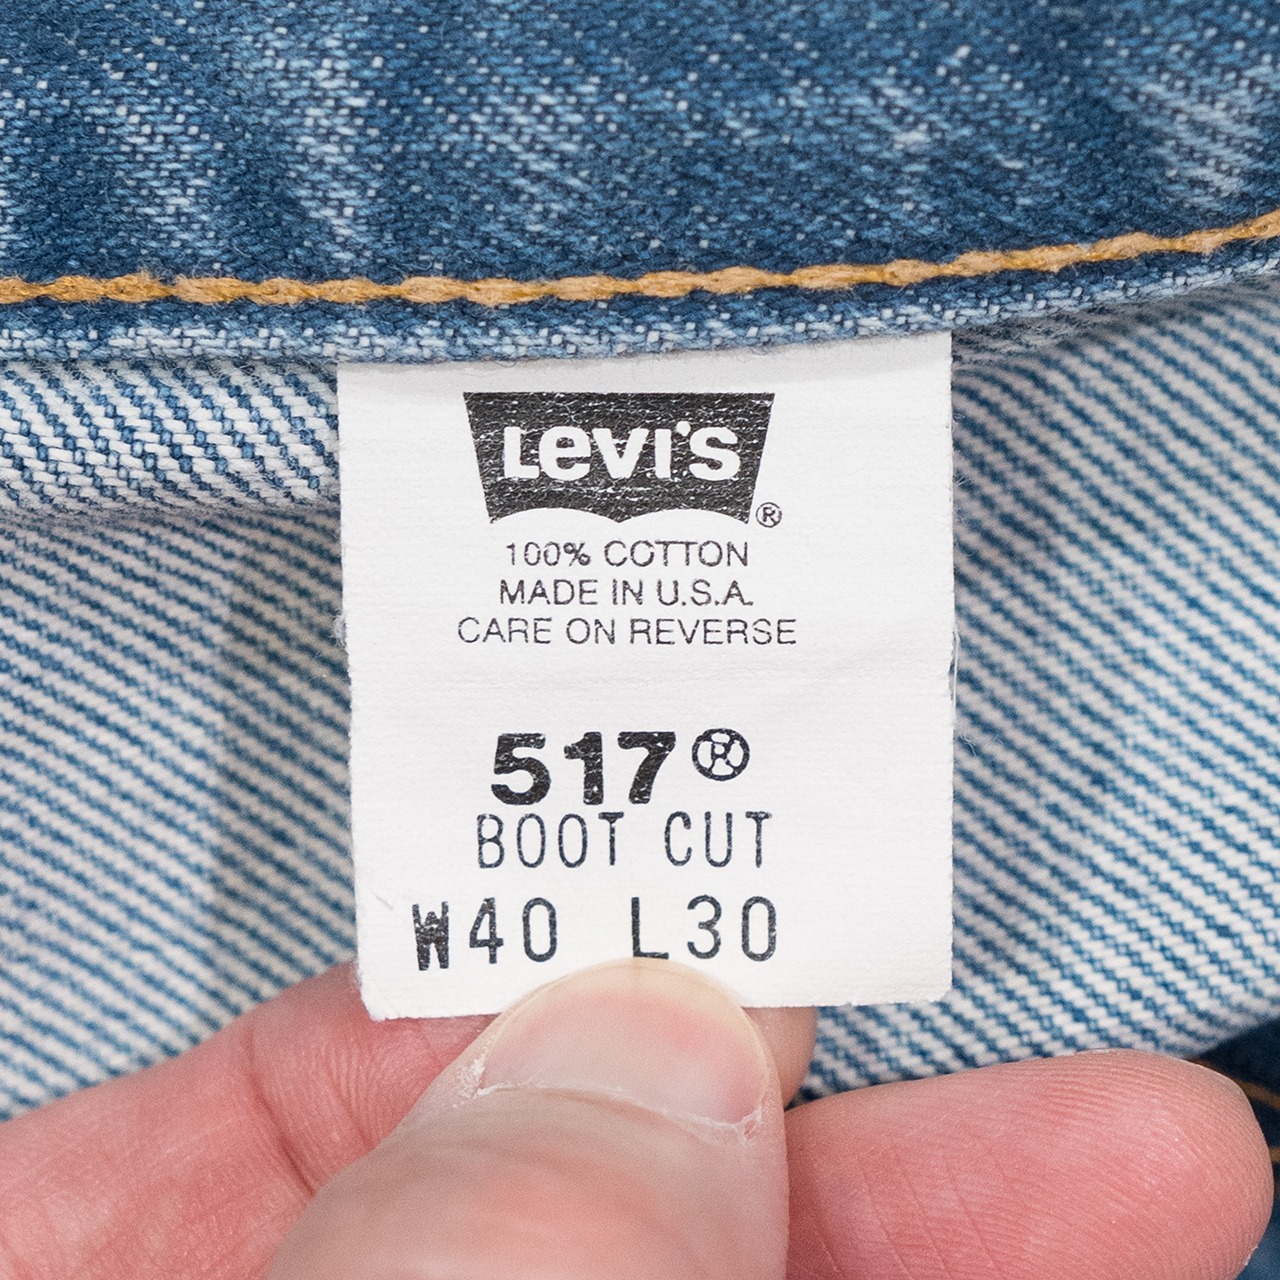 Levi's ®
100% COTTON
MADE IN U.S.A.
CARE ON REVERSE
517®
BOOT CUT
W40 L30